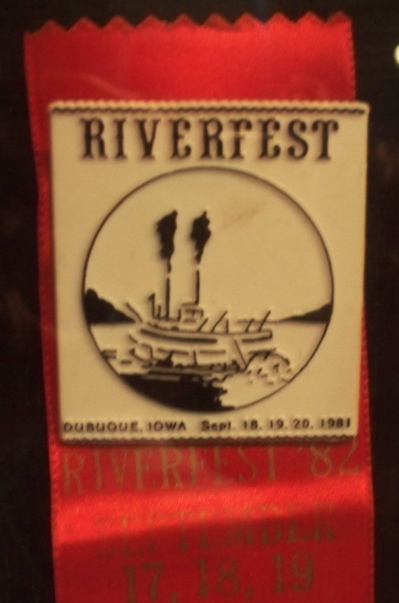 RIVERFEST
DUBUQUE, IOWA Sept. 18, 19, 20, 1981
RIVERFEST '82
SEPTEMBER
17, 18, 19